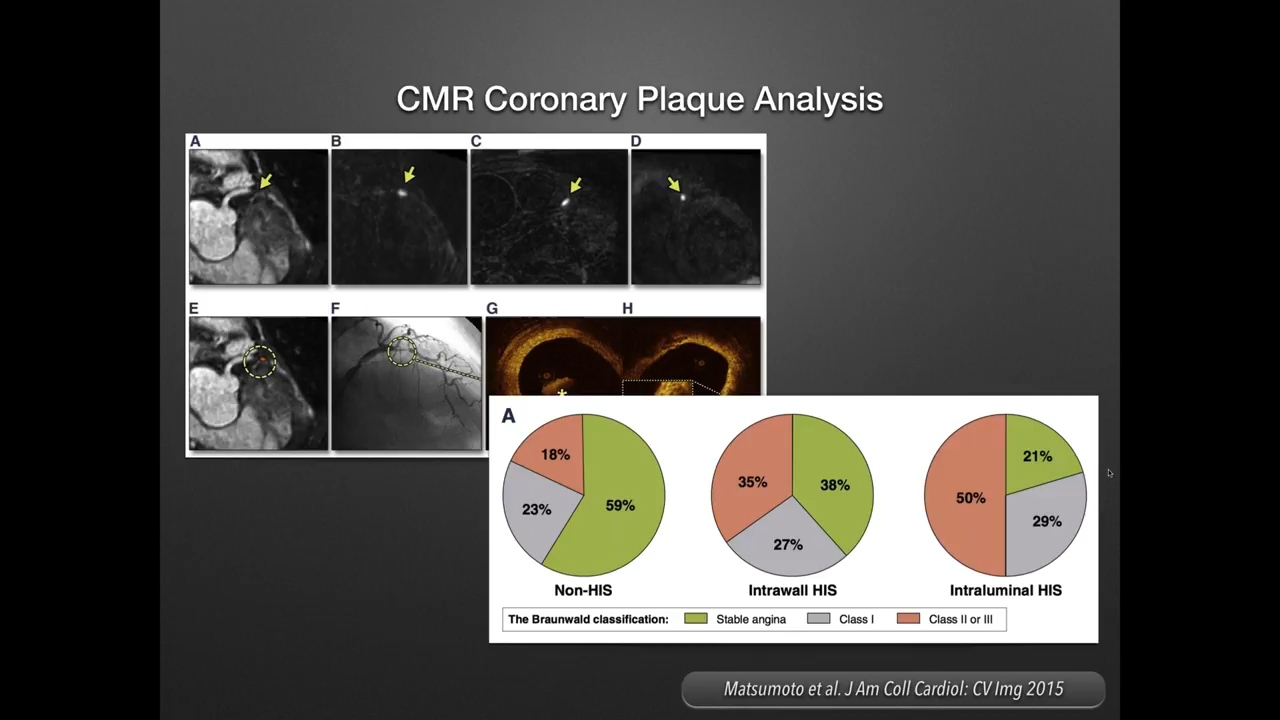 CMR Coronary Plaque Analysis
A
B
C
D
E
F
G
H
*
A
18%
23%
59%
Non-HIS
35%
38%
27%
Intrawall HIS
50%
21%
29%
Intraluminal HIS
The Braunwald classification: Stable angina Class I Class II or III
Matsumoto et al. J Am Coll Cardiol: CV Img 2015